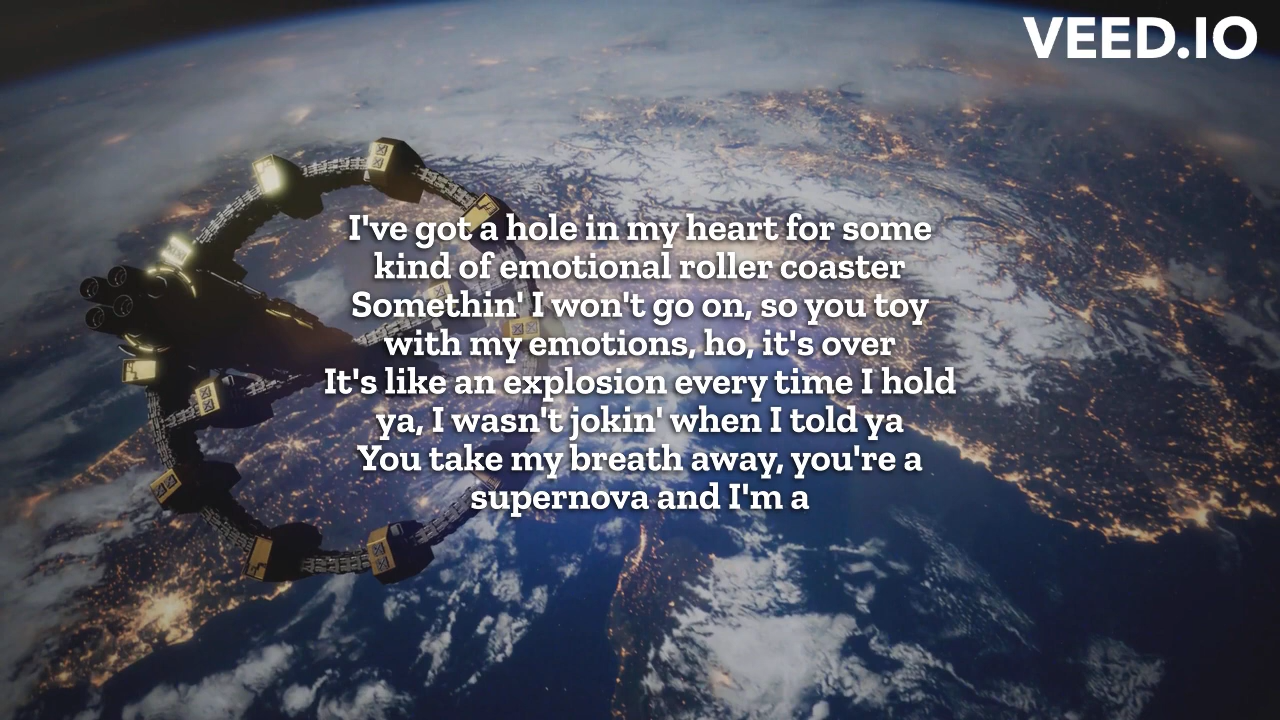 VEED.IO
I've got a hole in my heart for some
kind of emotional roller coaster
Somethin' I won't go on, so you toy
with my emotions, ho, it's over
It's like an explosion every time I hold
ya, I wasn't jokin' when I told ya
You take my breath away, you're a
supernova and I'm a